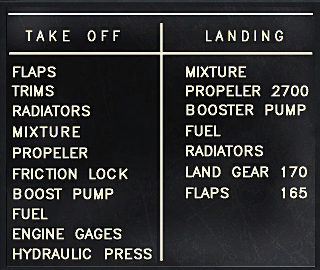 TAKE OFF
FLAPS
TRIMS
RADIATORS
MIXTURE
PROPELER
FRICTION LOCK
BOOST PUMP
FUEL
ENGINE GAGES
HYDRAULIC PRESS
LANDING
MIXTURE
PROPELER 2700
BOOSTER PUMP
FUEL
RADIATORS
LAND GEAR 170
FLAPS 165